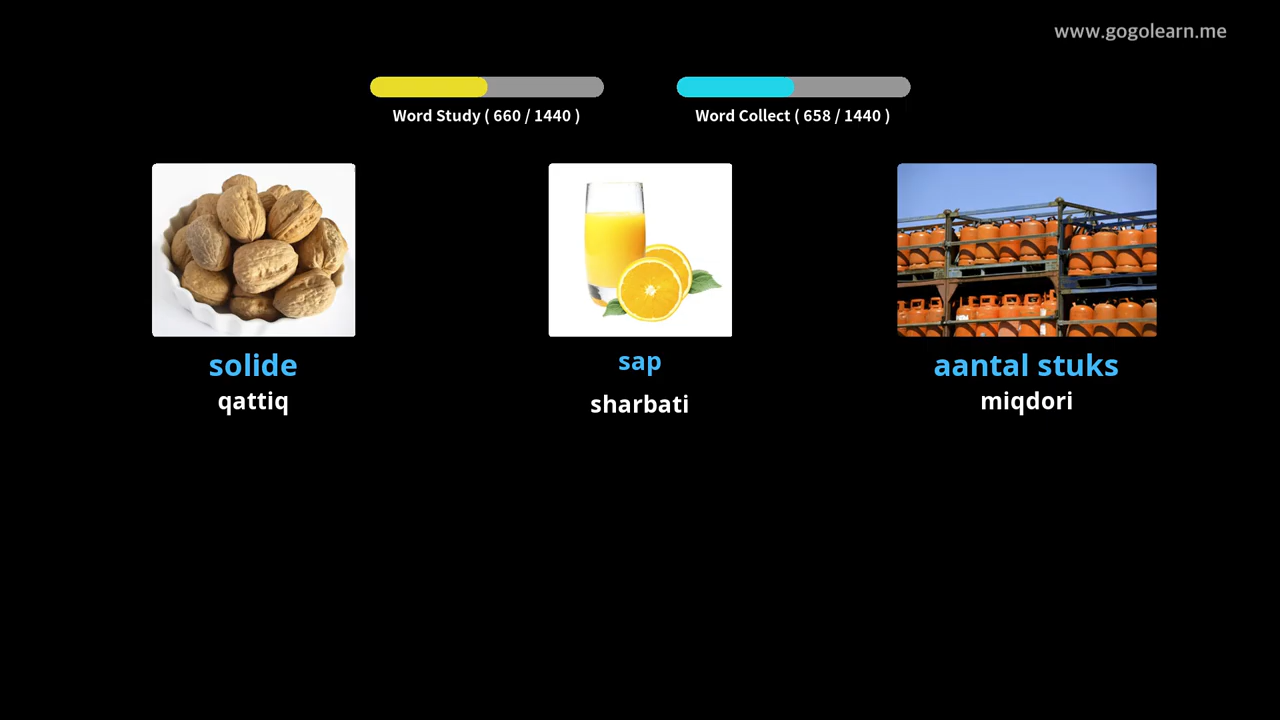 www.gogolearn.me
Word Study ( 660 / 1440 )
Word Collect ( 658 / 1440 )
solide
qattiq
sap
sharbati
aantal stuks
miqdori